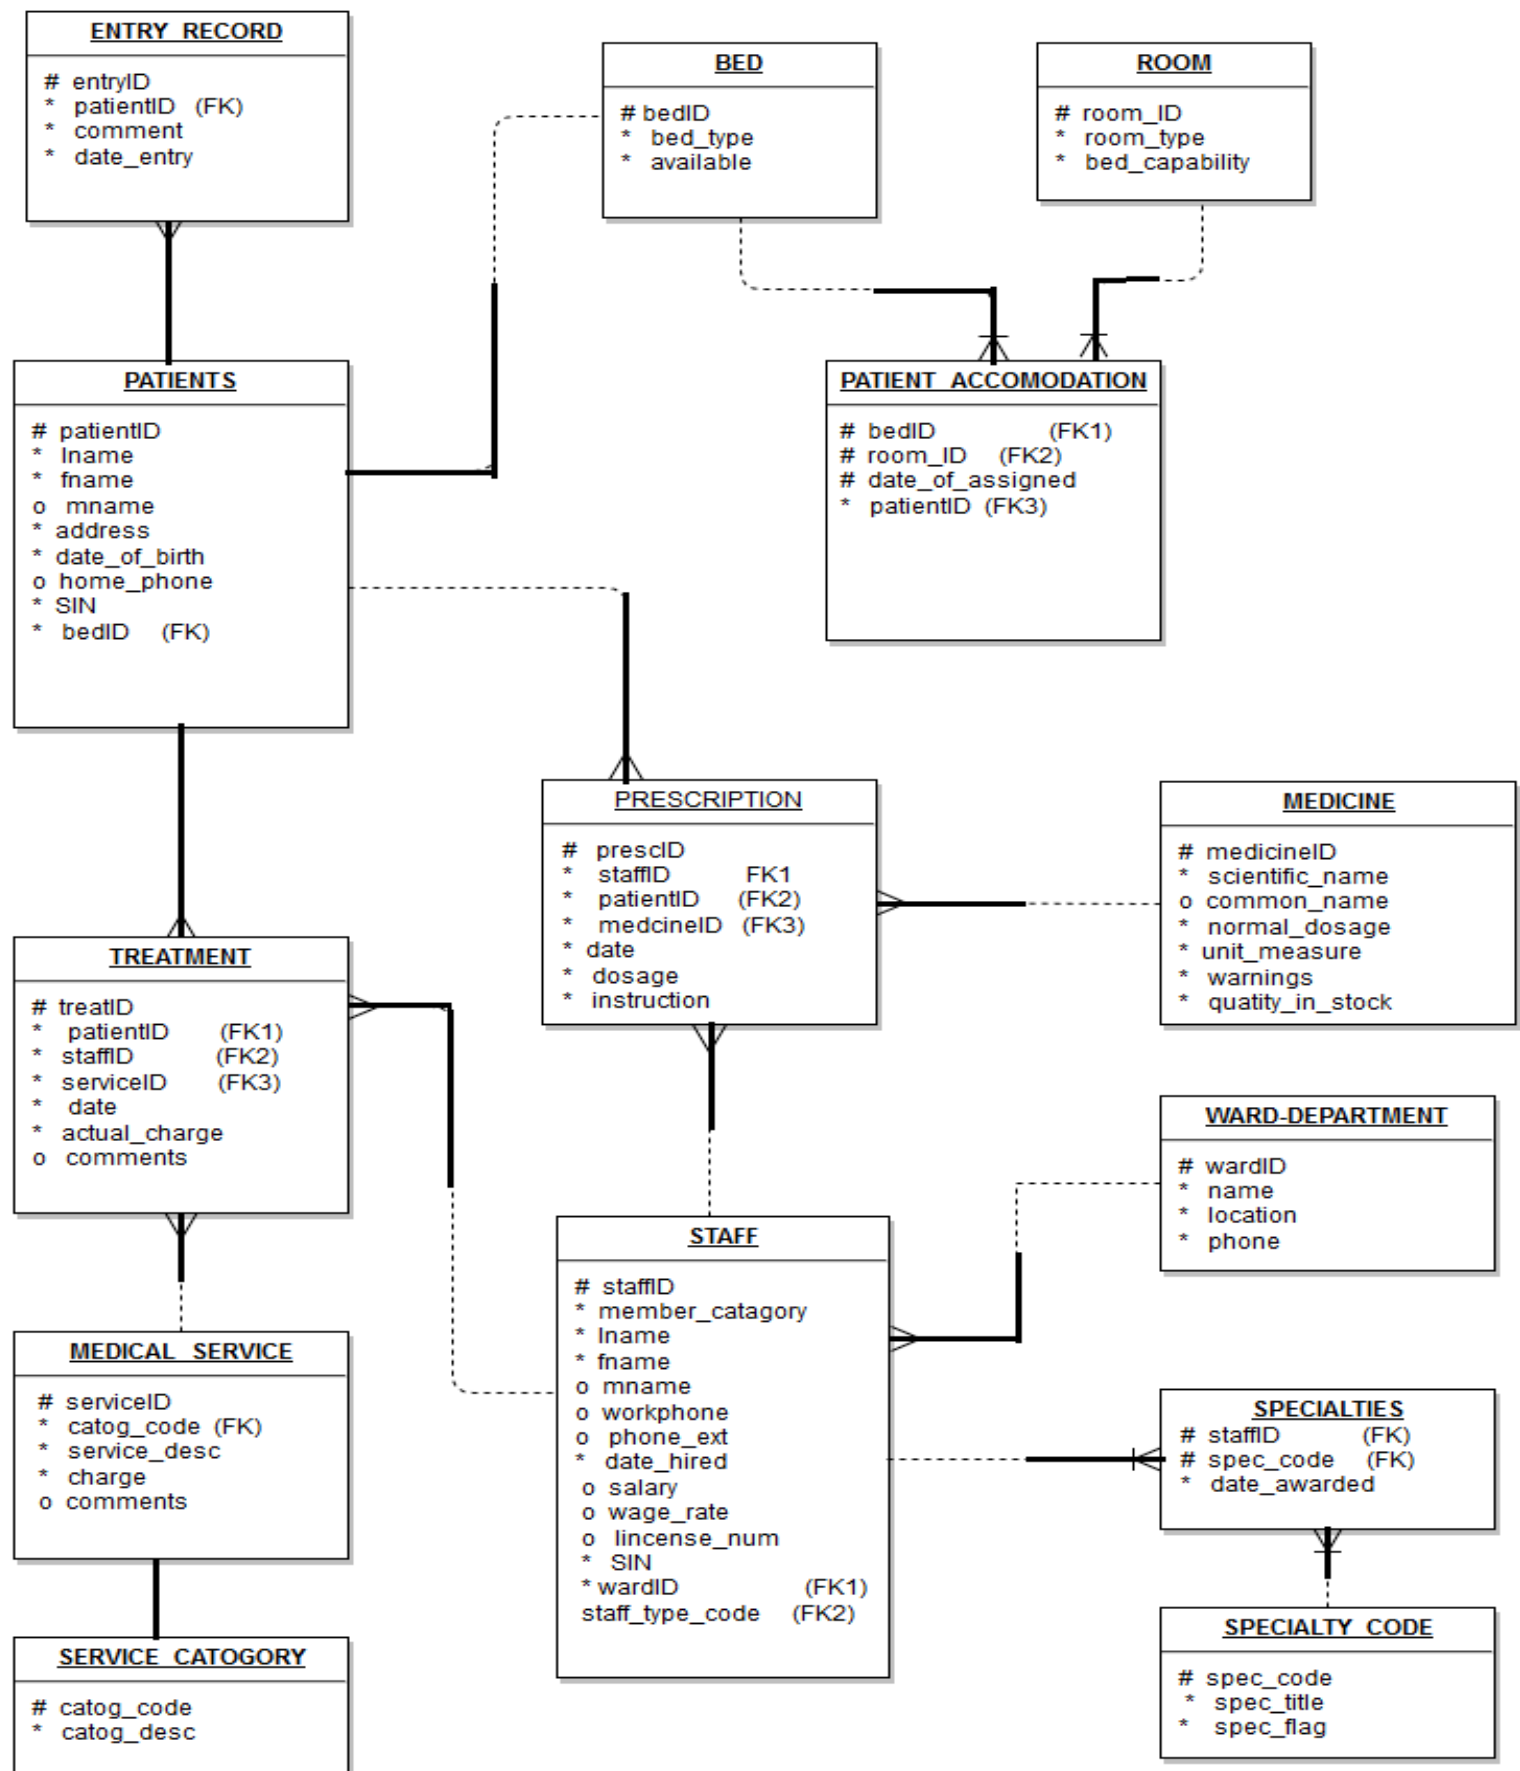 ENTRY_RECORD
# entryID
* patientID (FK)
* comment
* date_entry
BED
# bedID
* bed_type
* available
ROOM
# room_ID
* room_type
* bed_capability
PATIENTS
# patientID
* lname
* fname
o mname
* address
* date_of_birth
o home_phone
* SIN
* bedID (FK)
PATIENT_ACCOMODATION
# bedID (FK1)
# room_ID (FK2)
# date_of_assigned
* patientID (FK3)
PRESCRIPTION
# prescID
* staffID FK1
* patientID (FK2)
* medcineID (FK3)
* date
* dosage
* instruction
MEDICINE
# medicineID
* scientific_name
o common_name
* normal_dosage
* unit_measure
* warnings
* quatity_in_stock
TREATMENT
# treatID
* patientID (FK1)
* staffID (FK2)
* serviceID (FK3)
* date
* actual_charge
o comments
WARD-DEPARTMENT
# wardID
* name
* location
* phone
STAFF
# staffID
* member_catagory
* lname
* fname
o mname
o workphone
o phone_ext
* date_hired
o salary
o wage_rate
o lincense_num
* SIN
* wardID (FK1)
staff_type_code (FK2)
MEDICAL_SERVICE
# serviceID
* catog_code (FK)
* service_desc
* charge
o comments
SPECIALTIES
# staffID (FK)
# spec_code (FK)
* date_awarded
SERVICE_CATOGORY
# catog_code
* catog_desc
SPECIALTY_CODE
# spec_code
* spec_title
* spec_flag